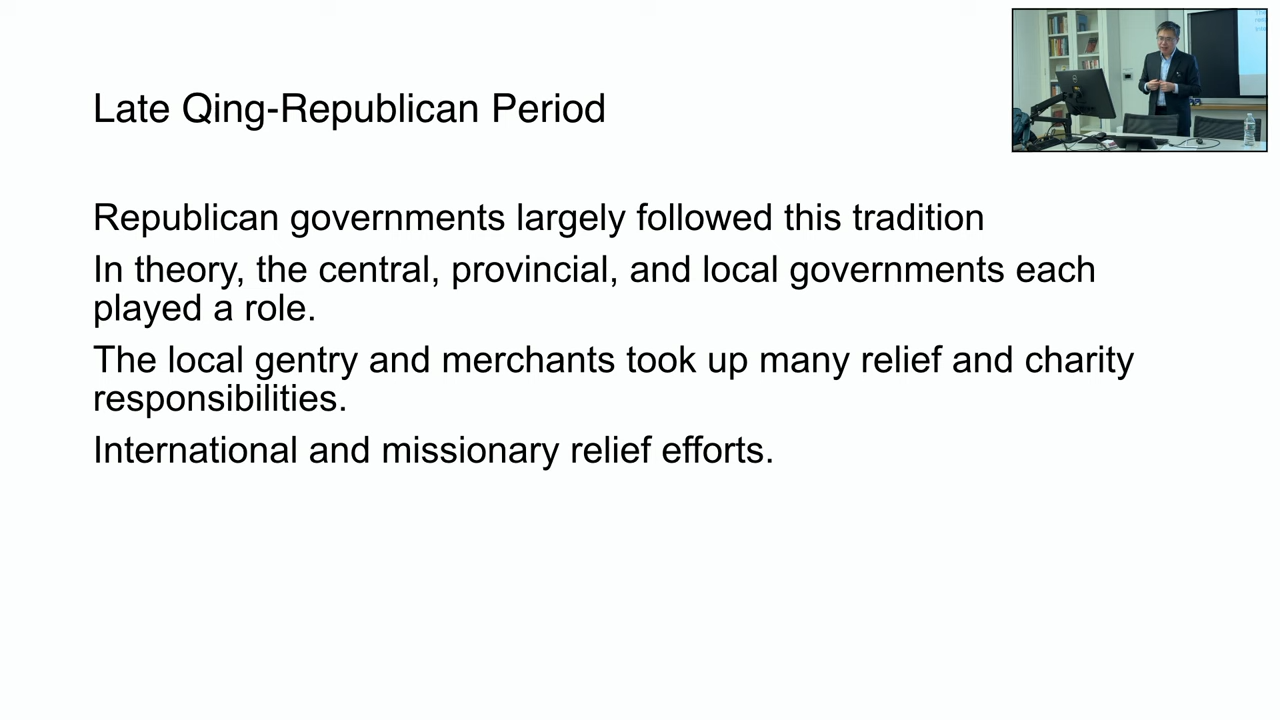 Late Qing-Republican Period
Republican governments largely followed this tradition
In theory, the central, provincial, and local governments each
played a role.
The local gentry and merchants took up many relief and charity
responsibilities.
International and missionary relief efforts.